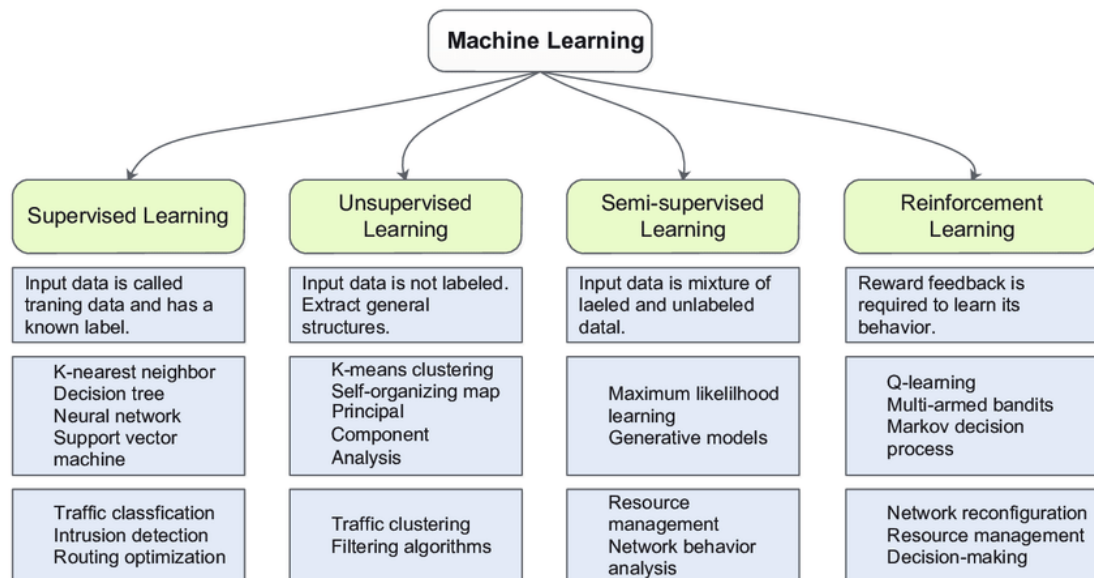 Machine Learning
Supervised Learning
Unsupervised
Learning
Semi-supervised
Learning
Reinforcement
Learning
Input data is called
traning data and has a
known label.
Input data is not labeled.
Extract general
structures.
Input data is mixture of
laeled and unlabeled
datal.
Reward feedback is
required to learn its
behavior.
K-nearest neighbor
Decision tree
Neural network
Support vector
machine
K-means clustering
Self-organizing map
Principal
Component
Analysis
Maximum likelilhood
learning
Generative models
Q-learning
Multi-armed bandits
Markov decision
process
Traffic classfication
Intrusion detection
Routing optimization
Traffic clustering
Filtering algorithms
Resource
management
Network behavior
analysis
Network reconfiguration
Resource management
Decision-making